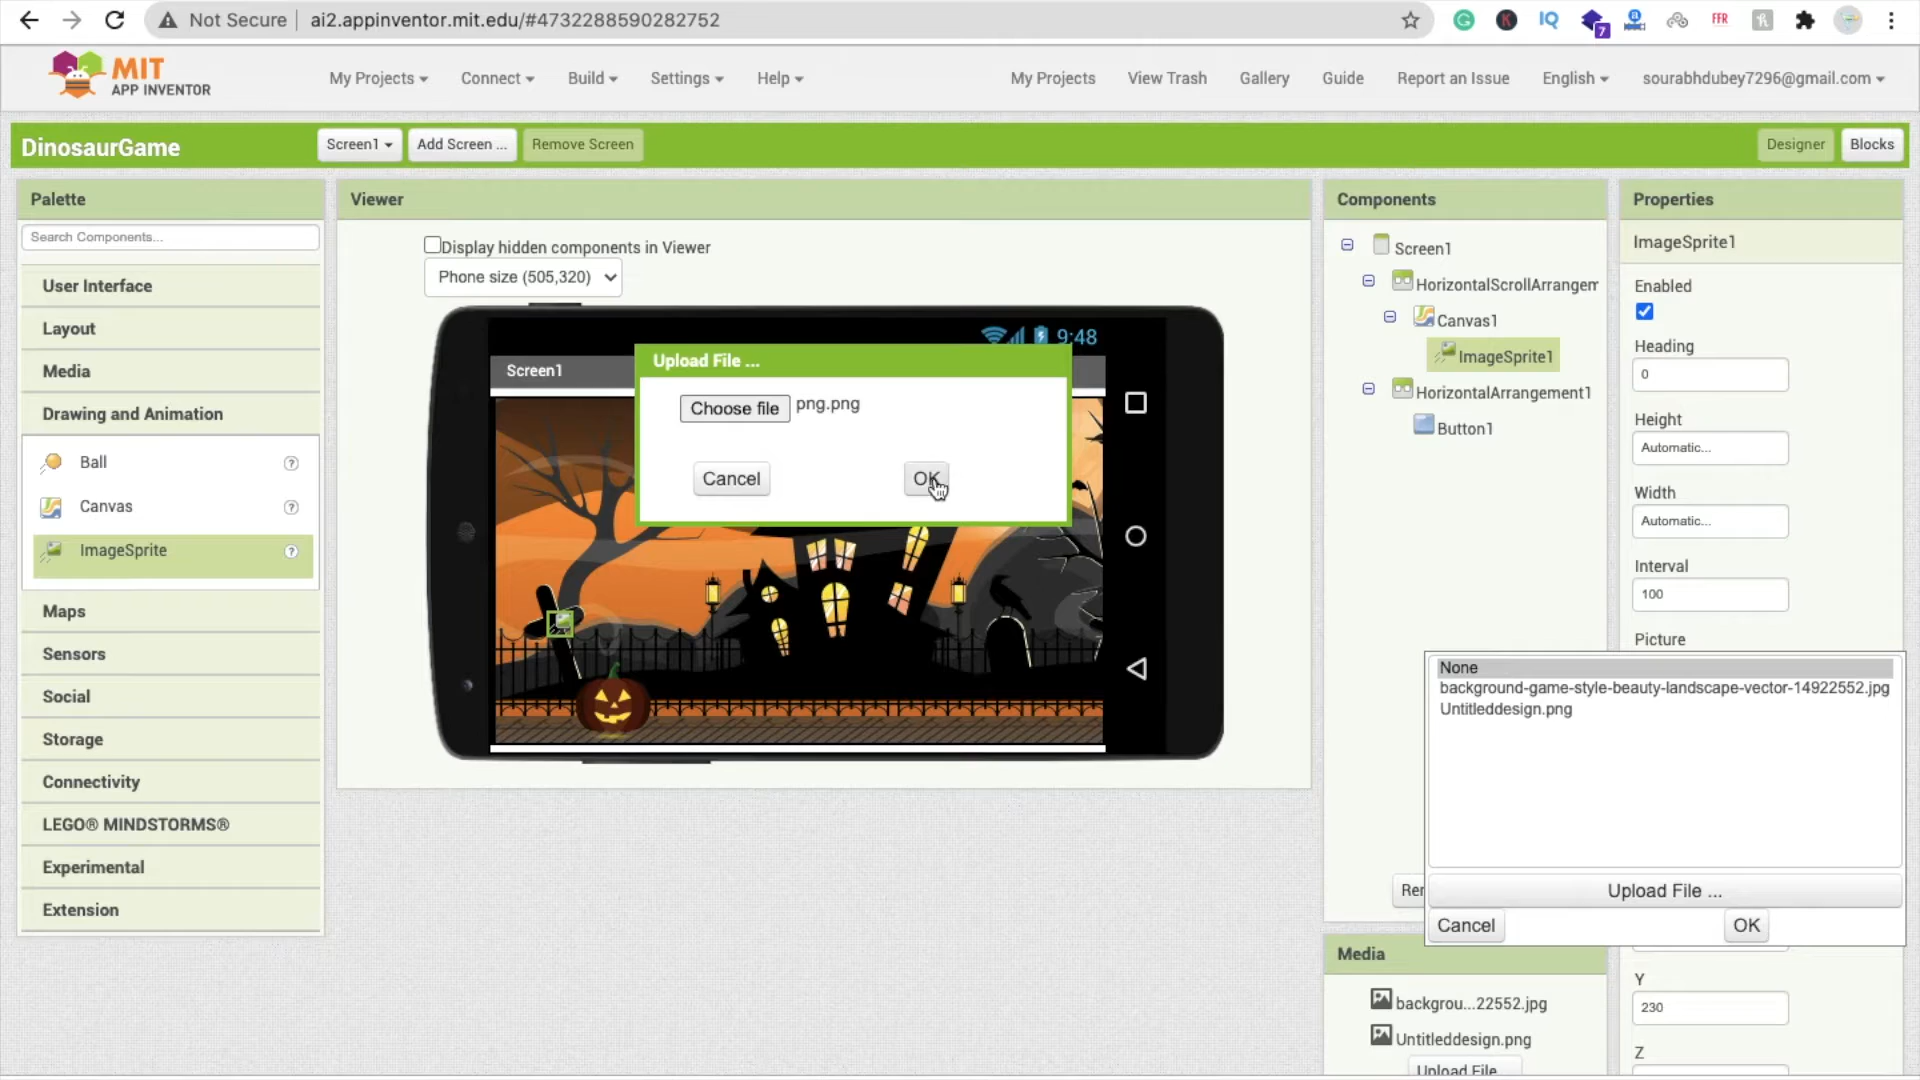 Not Secure
ai2.appinventor.mit.edu/#4732288590282752
IQ
7
FFR
MIT
APP INVENTOR
My Projects
Connect
Build
Settings
Help
My Projects
View Trash
Gallery
Guide
Report an Issue
English
sourabhdubey7296@gmail.com
DinosaurGame
Screen1
Add Screen ...
Remove Screen
Designer
Blocks
Palette
Search Components...
User Interface
Layout
Media
Drawing and Animation
Ball
Canvas
ImageSprite
Maps
Sensors
Social
Storage
Connectivity
LEGO® MINDSTORMS®
Experimental
Extension
Viewer
Display hidden components in Viewer
Phone size (505,320)
9:48
Screen1
Upload File ...
Choose file png.png
Cancel
OK
Components
Screen1
HorizontalScrollArrangem
Canvas1
ImageSprite1
HorizontalArrangement1
Button1
Ren
Media
backgrou...22552.jpg
Untitleddesign.png
Upload File
Properties
ImageSprite1
Enabled
Heading
0
Height
Automatic...
Width
Automatic...
Interval
100
Picture
None
background-game-style-beauty-landscape-vector-14922552.jpg
Untitleddesign.png
Upload File ...
Cancel
OK
Y
230
Z